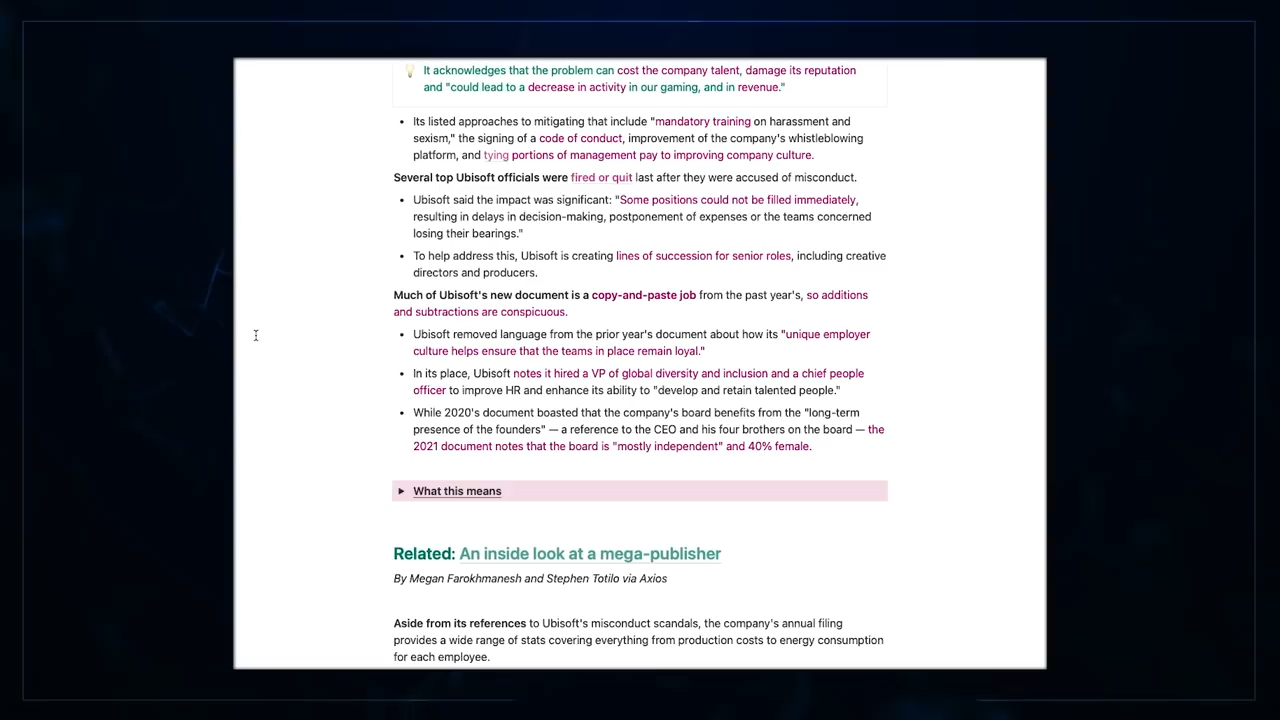 It acknowledges that the problem can cost the company talent, damage its reputation
and "could lead to a decrease in activity in our gaming, and in revenue."
• Its listed approaches to mitigating that include "mandatory training on harassment and
sexism," the signing of a code of conduct, improvement of the company's whistleblowing
platform, and tying portions of management pay to improving company culture.
Several top Ubisoft officials were fired or quit last after they were accused of misconduct.
• Ubisoft said the impact was significant: "Some positions could not be filled immediately,
resulting in delays in decision-making, postponement of expenses or the teams concerned
losing their bearings."
• To help address this, Ubisoft is creating lines of succession for senior roles, including creative
directors and producers.
Much of Ubisoft's new document is a copy-and-paste job from the past year's, so additions
and subtractions are conspicuous.
• Ubisoft removed language from the prior year's document about how its "unique employer
culture helps ensure that the teams in place remain loyal."
• In its place, Ubisoft notes it hired a VP of global diversity and inclusion and a chief people
officer to improve HR and enhance its ability to "develop and retain talented people."
• While 2020's document boasted that the company's board benefits from the "long-term
presence of the founders" — a reference to the CEO and his four brothers on the board — the
2021 document notes that the board is "mostly independent" and 40% female.
What this means
Related: An inside look at a mega-publisher
By Megan Farokhmanesh and Stephen Totilo via Axios
Aside from its references to Ubisoft's misconduct scandals, the company's annual filing
provides a wide range of stats covering everything from production costs to energy consumption
for each employee.